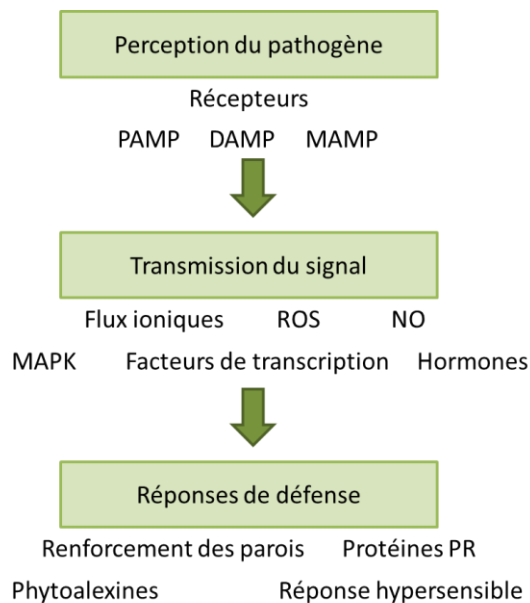 Perception du pathogène
Récepteurs
PAMP DAMP MAMP
Transmission du signal
Flux ioniques ROS NO
MAPK Facteurs de transcription Hormones
Réponses de défense
Renforcement des parois Protéines PR
Phytoalexines Réponse hypersensible